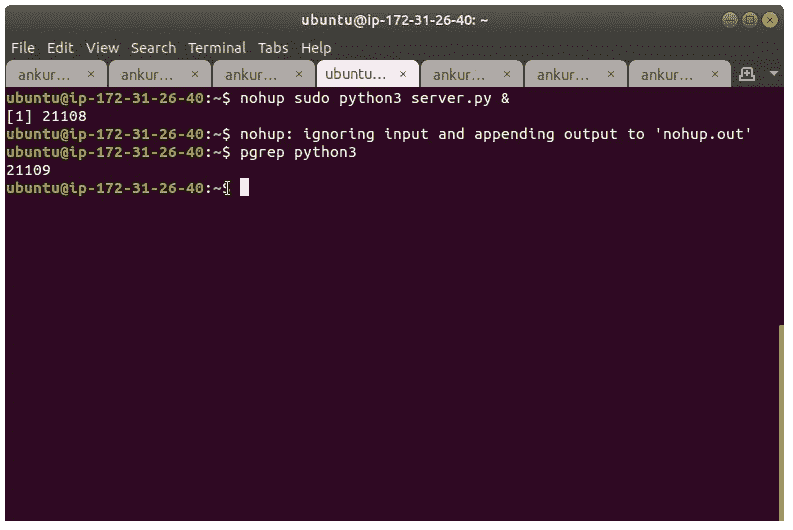 ubuntu@ip-172-31-26-40: ~
File Edit View Search Terminal Tabs Help
ankur… × ankur… × ankur… × ubuntu… × ankur… × ankur… × ankur… ×
ubuntu@ip-172-31-26-40:~$ nohup sudo python3 server.py &
[1] 21108
ubuntu@ip-172-31-26-40:~$ nohup: ignoring input and appending output to 'nohup.out'
ubuntu@ip-172-31-26-40:~$ pgrep python3
21109
ubuntu@ip-172-31-26-40:~$